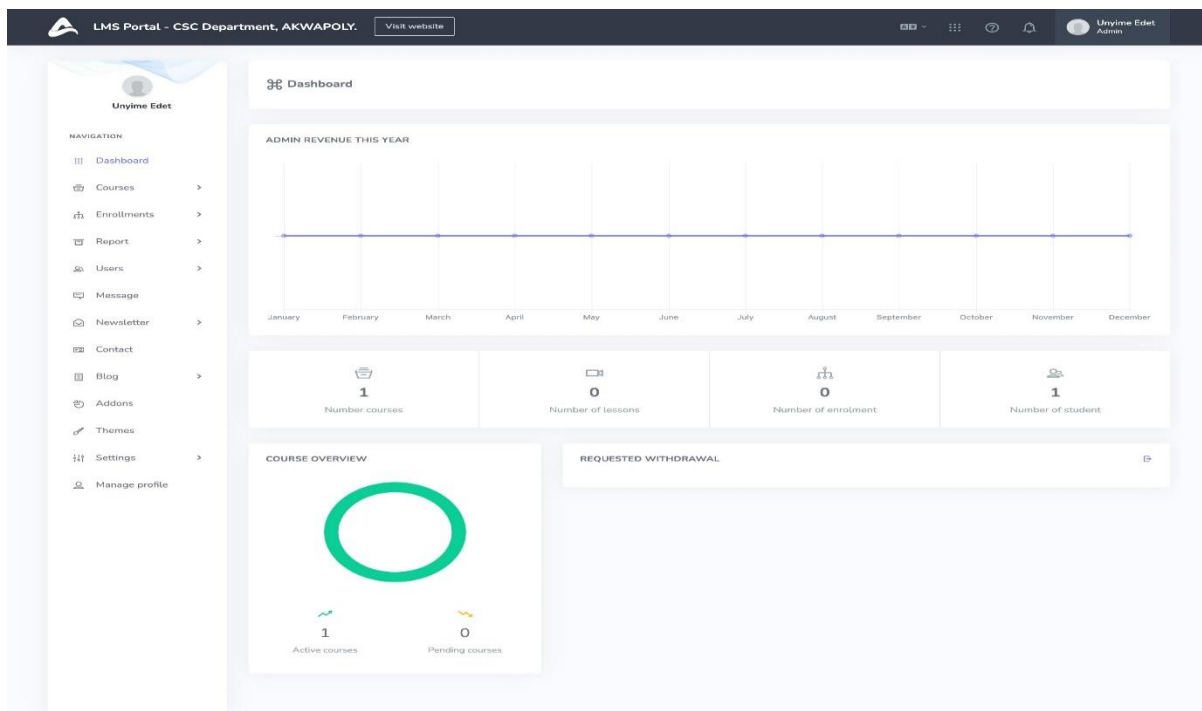 LMS Portal - CSC Department, AKWAPOLY. Visit website
Unyime Edet
Admin
Unyime Edet
NAVIGATION
Dashboard
Courses
Enrollments
Report
Users
Message
Newsletter
Contact
Blog
Addons
Themes
Settings
Manage profile
Dashboard
ADMIN REVENUE THIS YEAR
January February March April May June July August September October November December
1 0 0 1
Number courses Number of lessons Number of enrolment Number of student
COURSE OVERVIEW
1 0
Active courses Pending courses
REQUESTED WITHDRAWAL